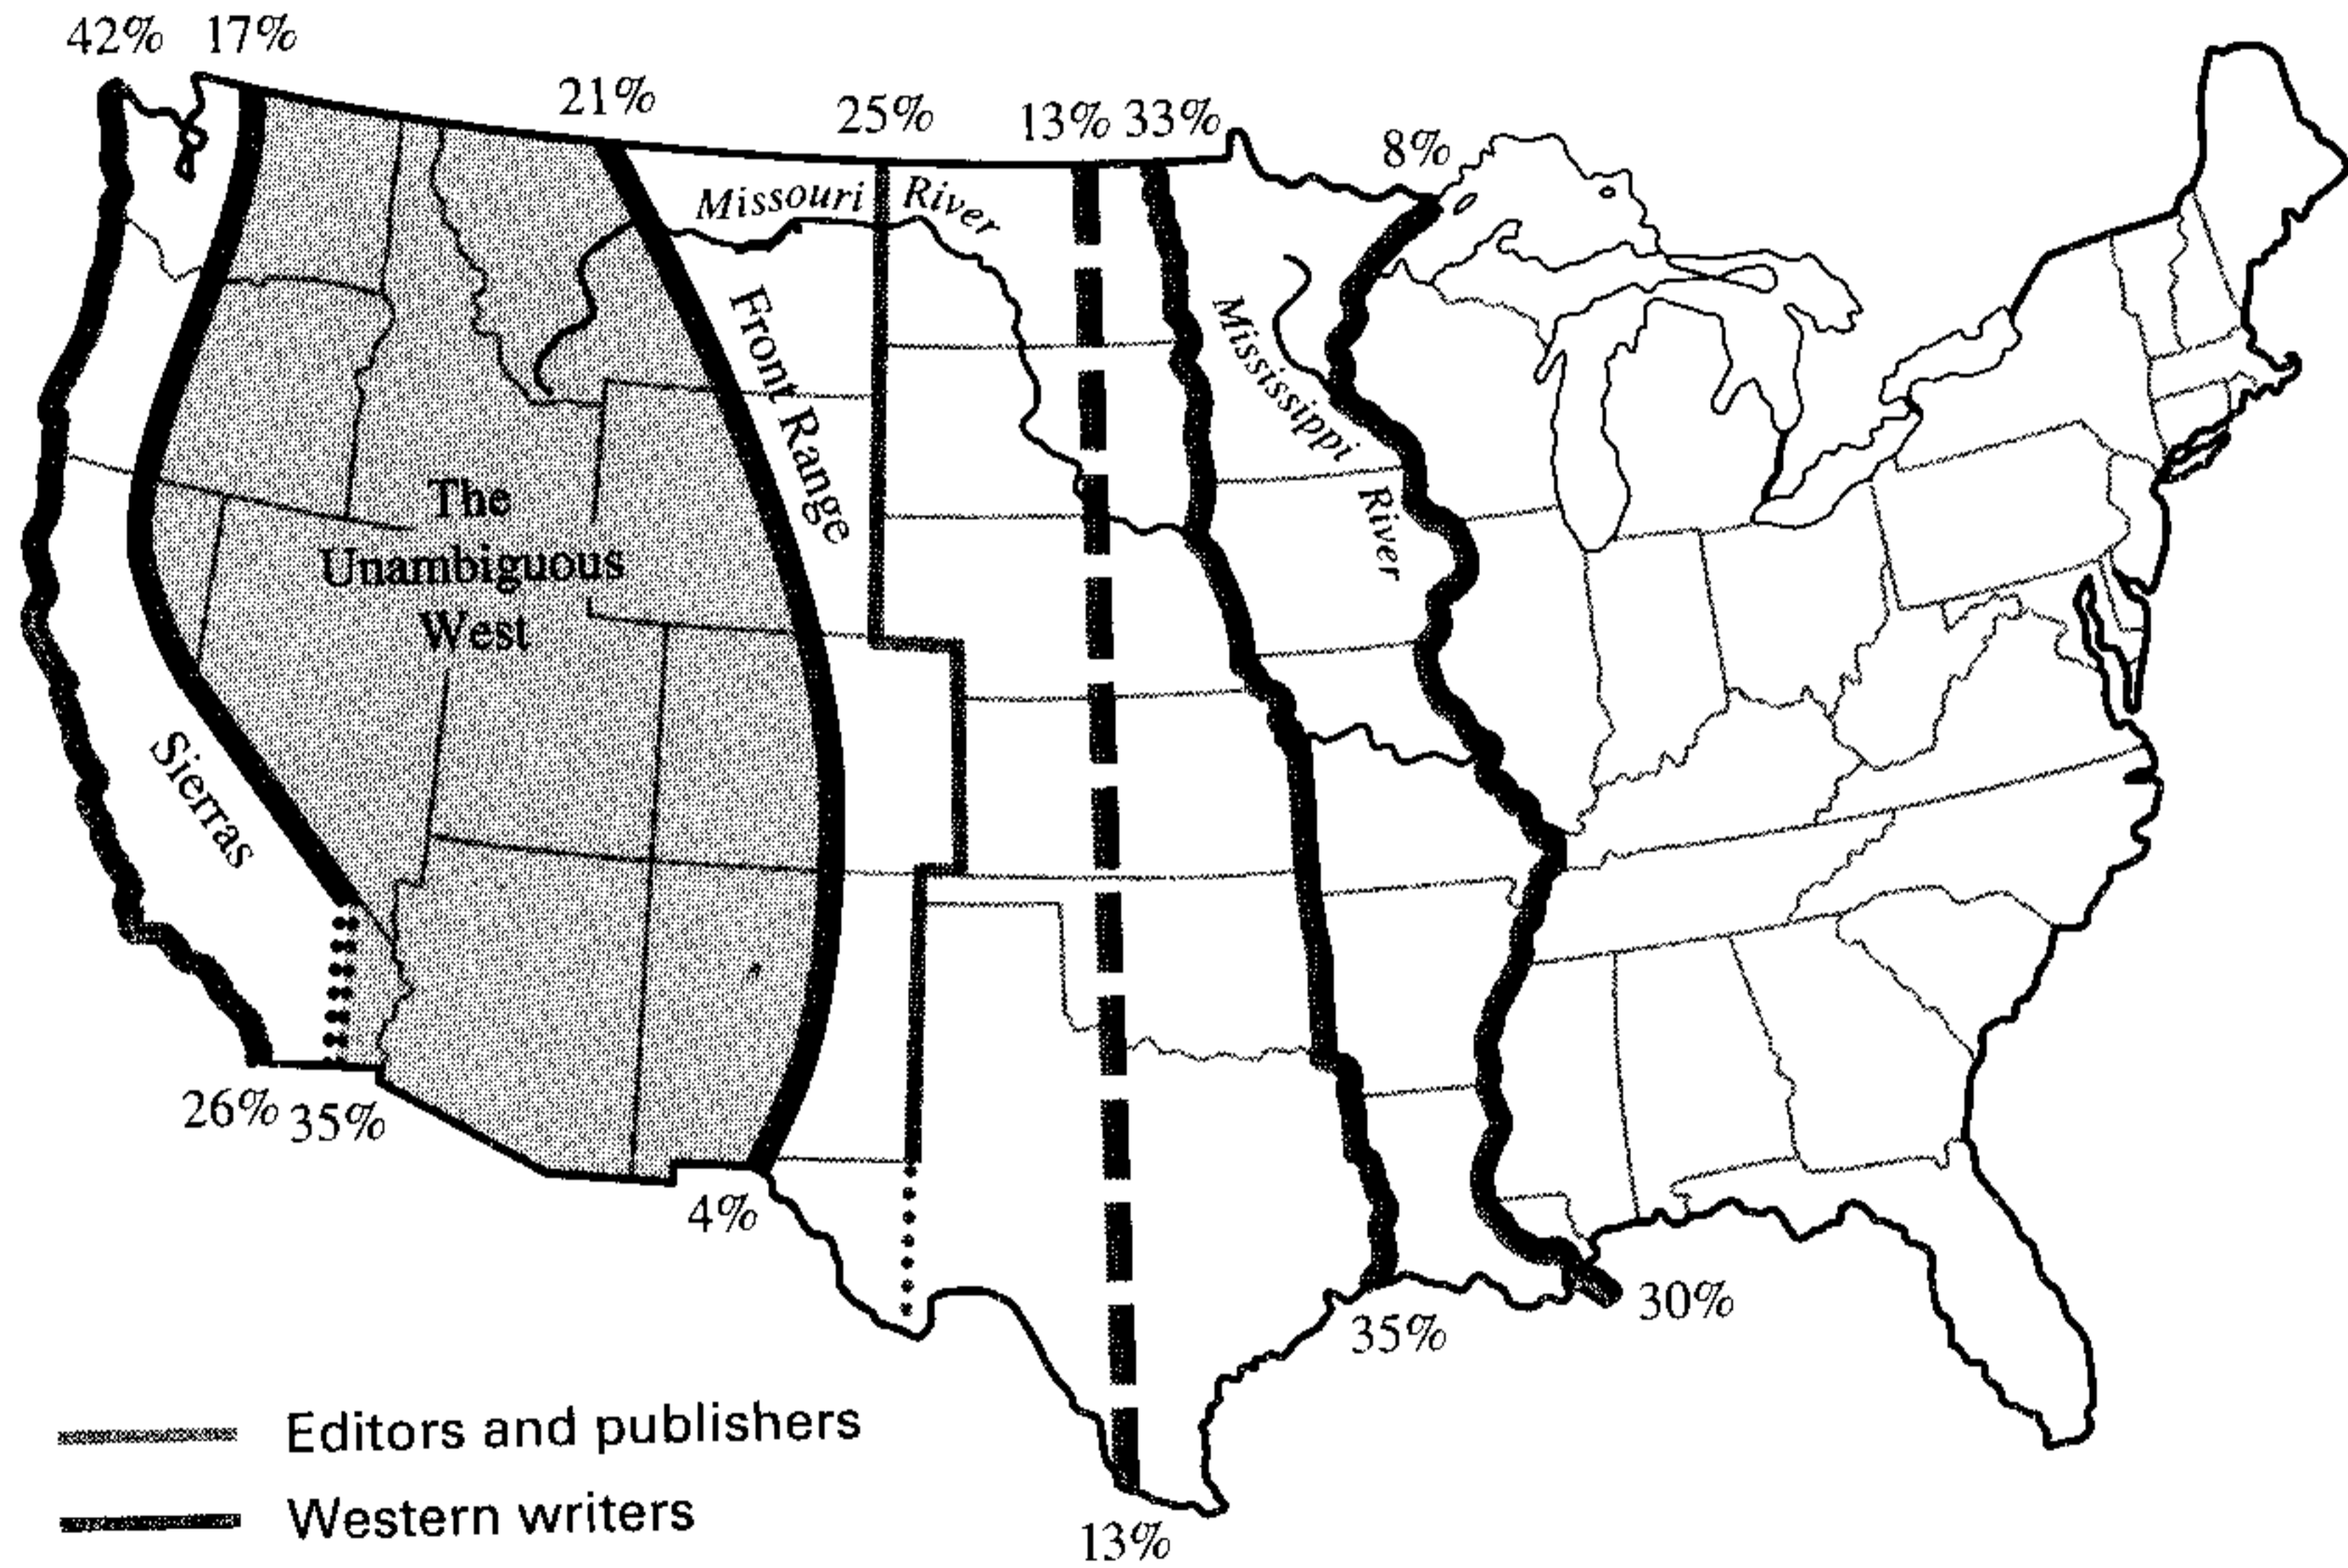 42% 17%
21%
25%
13% 33%
8%
Missouri River
Front Range
Mississippi River
The
Unambiguous
West
Sierras
26% 35%
4%
30%
35%
13%
Editors and publishers
Western writers